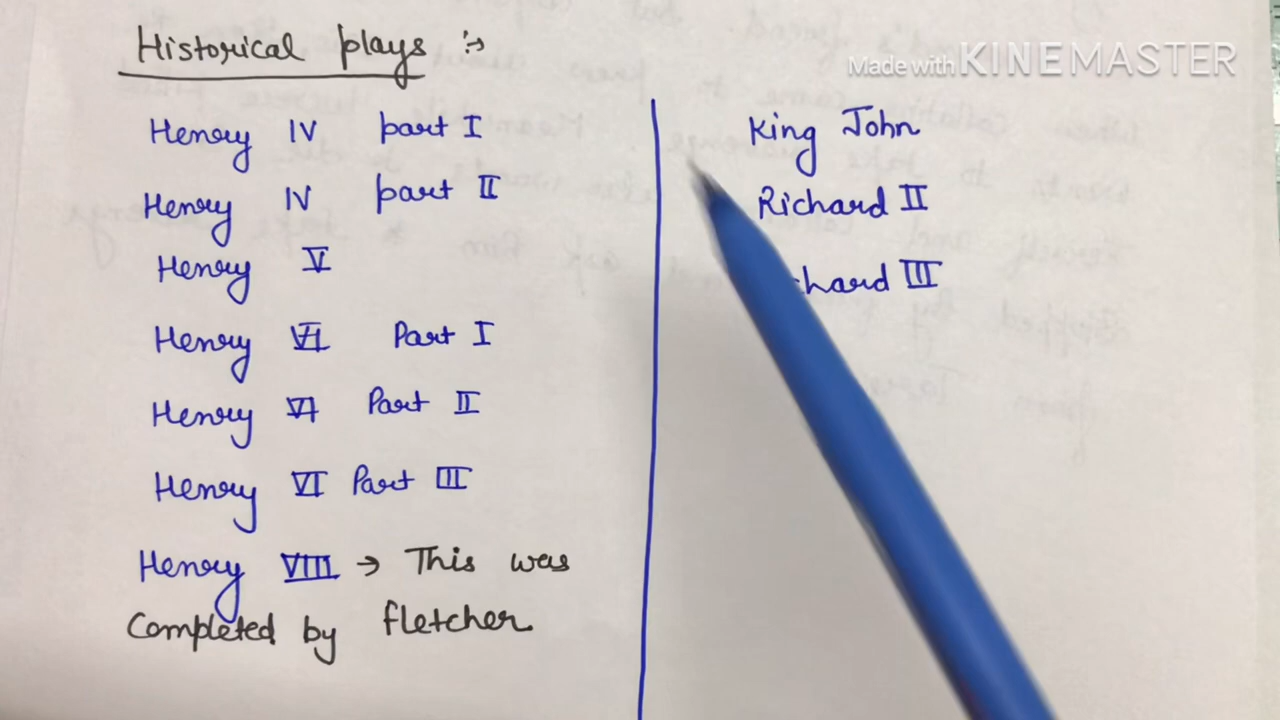 Historical plays :-
Made with KINEMASTER
Henry IV part I
Henry IV part II
Henry V
Henry VI Part I
Henry VI Part II
Henry VI Part III
Henry VIII → This was
Completed by fletcher.
King John
Richard II
chard III